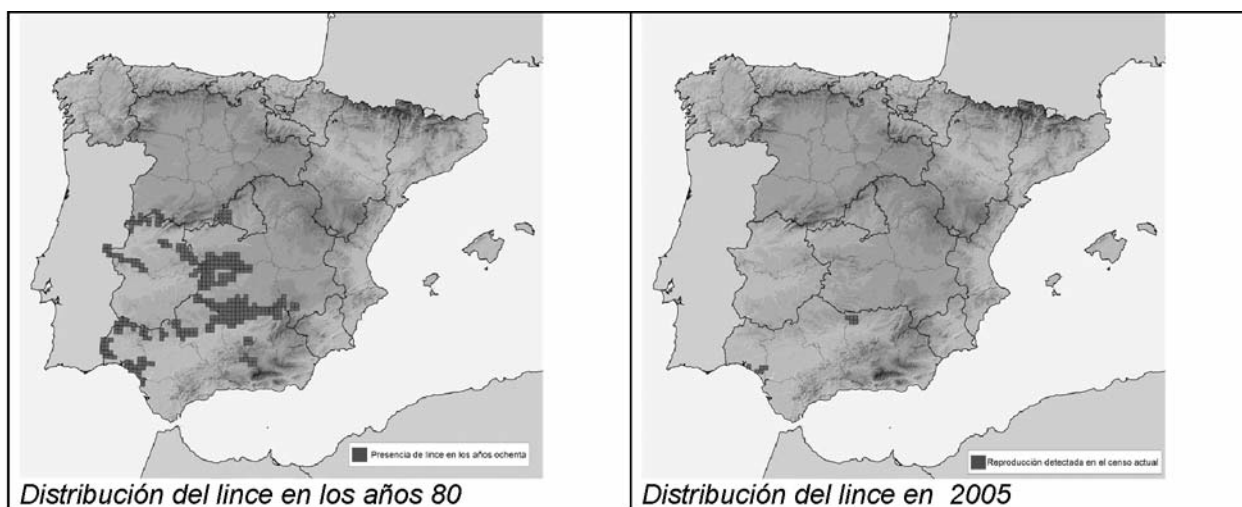 Presencia de lince en los años ochenta
Distribución del lince en los años 80
Reproducción detectada en el censo actual
Distribución del lince en 2005